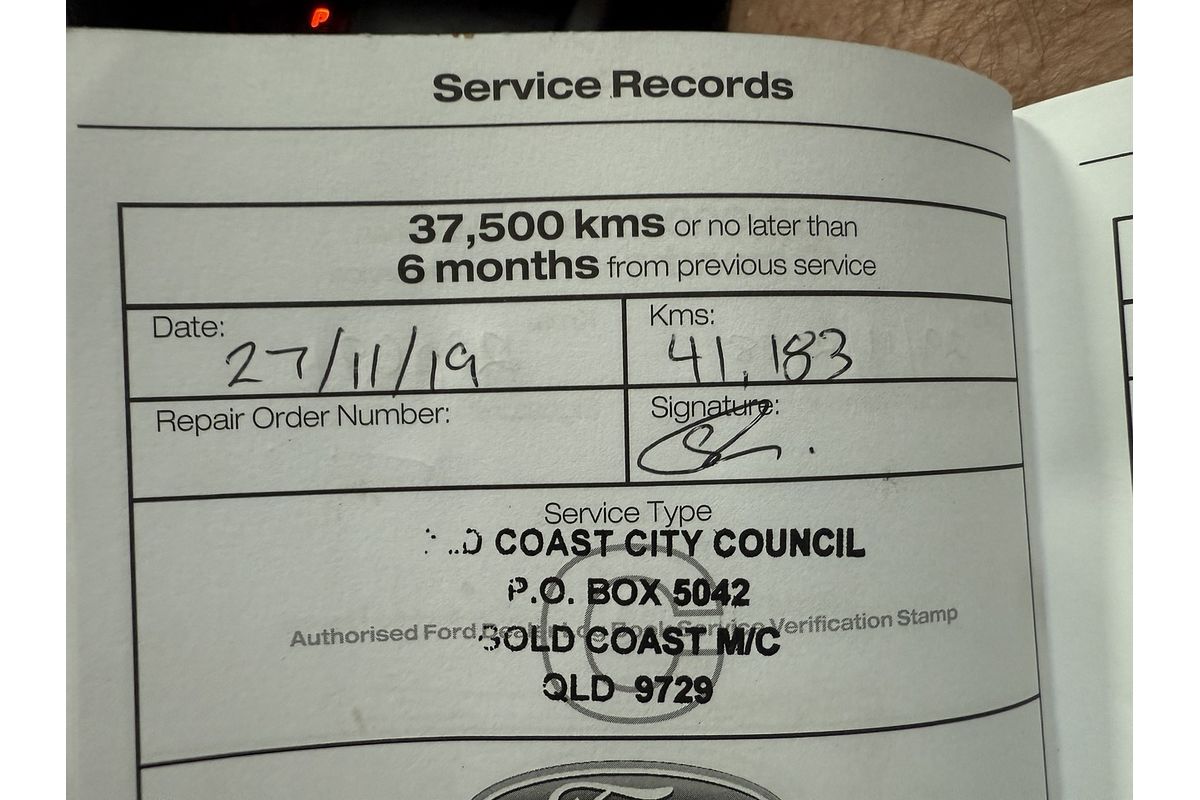 P
Service Records
37,500 kms or no later than
6 months from previous service
Date:
27/11/19
Kms:
41,183
Repair Order Number:
Signature:
Service Type
COAST CITY COUNCIL
P.O. BOX 5042
Authorised Ford Service Verification Stamp
GOLD COAST M/C
QLD 9729
C